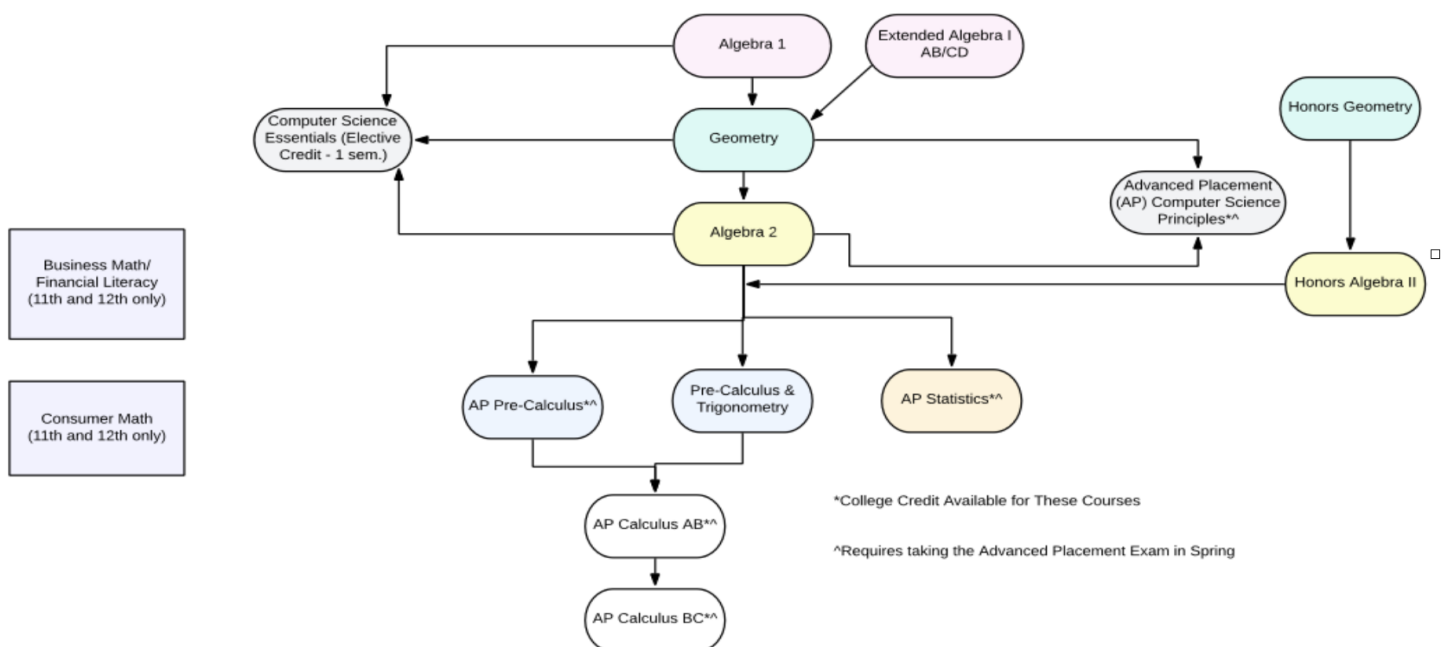 Algebra 1
Extended Algebra I
AB/CD
Honors Geometry
Computer Science
Essentials (Elective
Credit - 1 sem.)
Geometry
Advanced Placement
(AP) Computer Science
Principles*^
Algebra 2
Business Math/
Financial Literacy
(11th and 12th only)
Honors Algebra II
AP Pre-Calculus*^
Pre-Calculus &
Trigonometry
AP Statistics*^
Consumer Math
(11th and 12th only)
*College Credit Available for These Courses
AP Calculus AB*^
^Requires taking the Advanced Placement Exam in Spring
AP Calculus BC*^